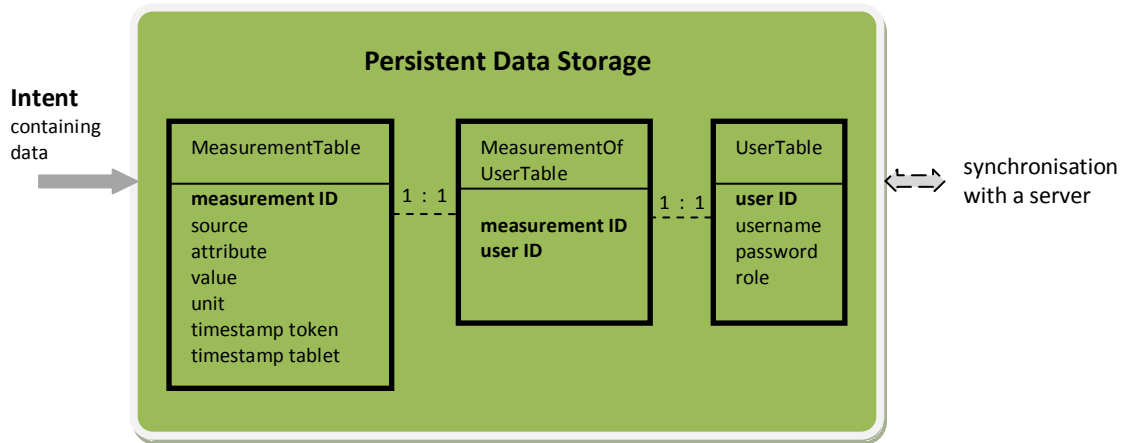 Persistent Data Storage
Intent
containing
data
MeasurementTable
measurement ID
source
attribute
value
unit
timestamp token
timestamp tablet
1 : 1
MeasurementOf
UserTable
measurement ID
user ID
1 : 1
UserTable
user ID
username
password
role
synchronisation
with a server